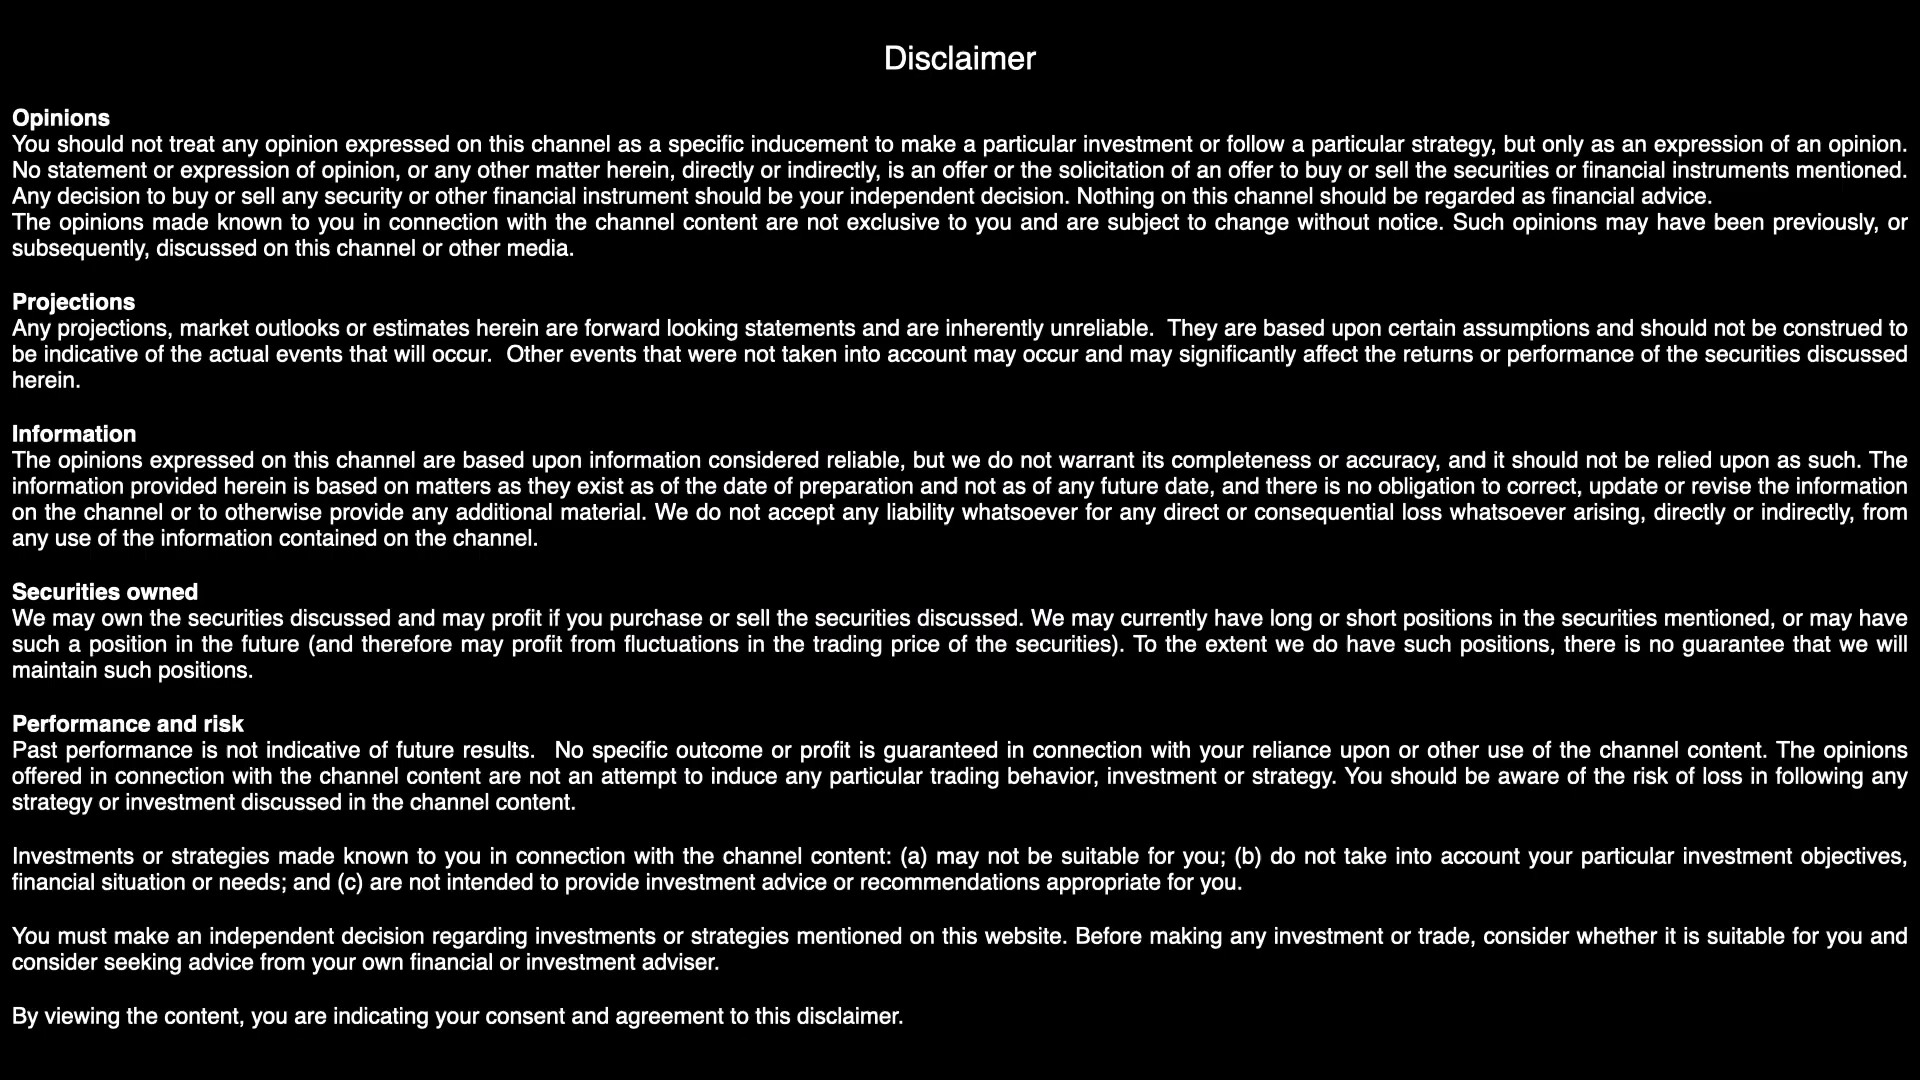 Disclaimer
Opinions
You should not treat any opinion expressed on this channel as a specific inducement to make a particular investment or follow a particular strategy, but only as an expression of an opinion.
No statement or expression of opinion, or any other matter herein, directly or indirectly, is an offer or the solicitation of an offer to buy or sell the securities or financial instruments mentioned.
Any decision to buy or sell any security or other financial instrument should be your independent decision. Nothing on this channel should be regarded as financial advice.
The opinions made known to you in connection with the channel content are not exclusive to you and are subject to change without notice. Such opinions may have been previously, or
subsequently, discussed on this channel or other media.
Projections
Any projections, market outlooks or estimates herein are forward looking statements and are inherently unreliable.  They are based upon certain assumptions and should not be construed to
be indicative of the actual events that will occur.  Other events that were not taken into account may occur and may significantly affect the returns or performance of the securities discussed
herein.
Information
The opinions expressed on this channel are based upon information considered reliable, but we do not warrant its completeness or accuracy, and it should not be relied upon as such. The
information provided herein is based on matters as they exist as of the date of preparation and not as of any future date, and there is no obligation to correct, update or revise the information
on the channel or to otherwise provide any additional material. We do not accept any liability whatsoever for any direct or consequential loss whatsoever arising, directly or indirectly, from
any use of the information contained on the channel.
Securities owned
We may own the securities discussed and may profit if you purchase or sell the securities discussed. We may currently have long or short positions in the securities mentioned, or may have
such a position in the future (and therefore may profit from fluctuations in the trading price of the securities). To the extent we do have such positions, there is no guarantee that we will
maintain such positions.
Performance and risk
Past performance is not indicative of future results.  No specific outcome or profit is guaranteed in connection with your reliance upon or other use of the channel content. The opinions
offered in connection with the channel content are not an attempt to induce any particular trading behavior, investment or strategy. You should be aware of the risk of loss in following any
strategy or investment discussed in the channel content.
Investments or strategies made known to you in connection with the channel content: (a) may not be suitable for you; (b) do not take into account your particular investment objectives,
financial situation or needs; and (c) are not intended to provide investment advice or recommendations appropriate for you.
You must make an independent decision regarding investments or strategies mentioned on this website. Before making any investment or trade, consider whether it is suitable for you and
consider seeking advice from your own financial or investment adviser.
By viewing the content, you are indicating your consent and agreement to this disclaimer.